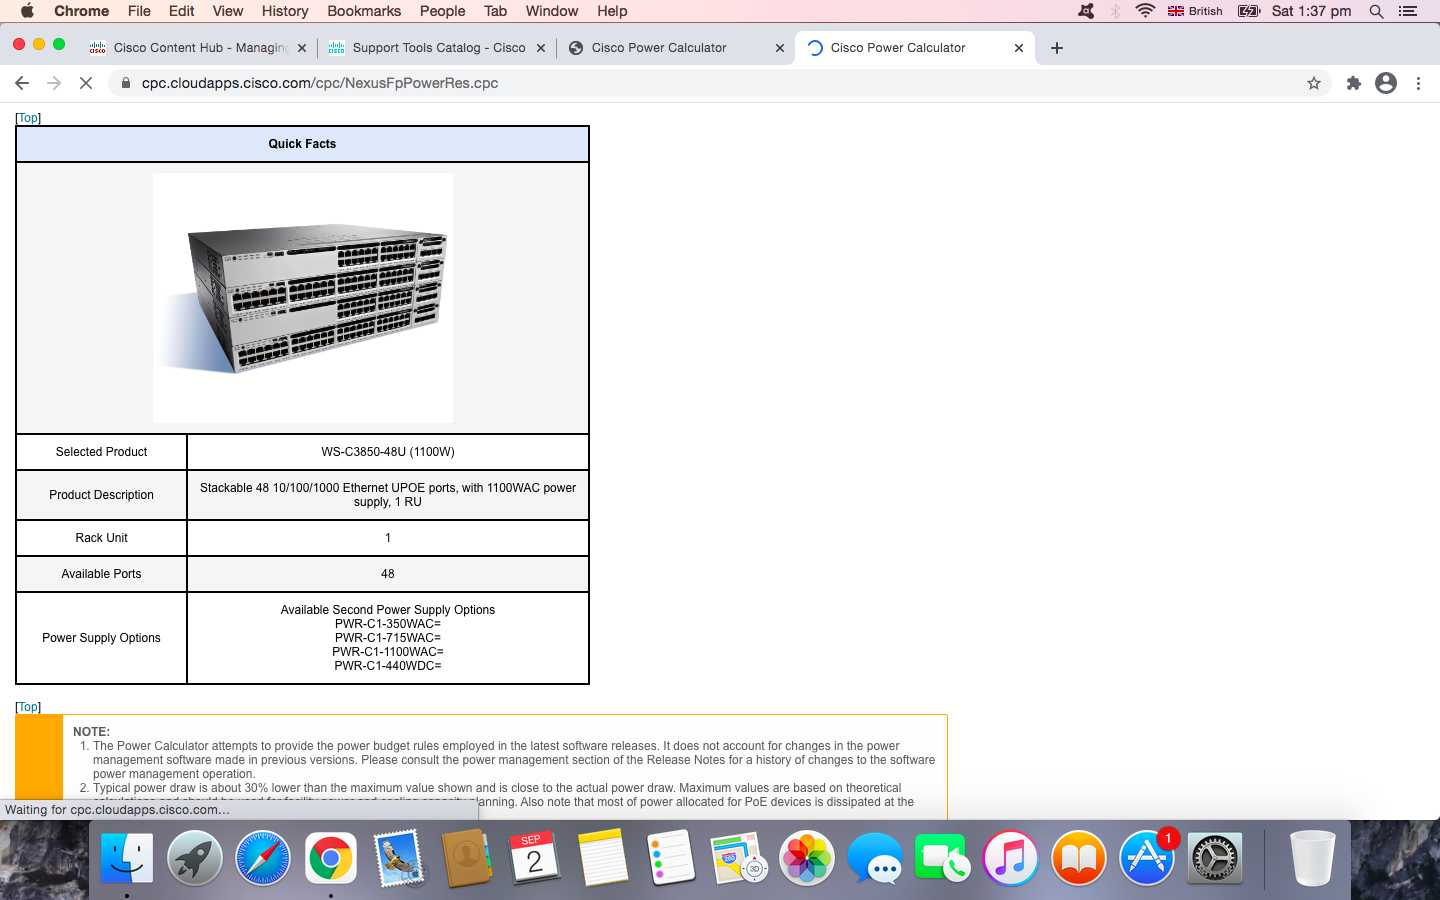 Chrome File Edit View History Bookmarks People Tab Window Help British Sat 1:37 pm
Cisco Content Hub - Managing Support Tools Catalog - Cisco Cisco Power Calculator Cisco Power Calculator
cpc.cloudapps.cisco.com/cpc/NexusFpPowerRes.cpc
[Top]
Quick Facts
Selected Product WS-C3850-48U (1100W)
Product Description Stackable 48 10/100/1000 Ethernet UPOE ports, with 1100WAC power
supply, 1 RU
Rack Unit 1
Available Ports 48
Power Supply Options Available Second Power Supply Options
PWR-C1-350WAC=
PWR-C1-715WAC=
PWR-C1-1100WAC=
PWR-C1-440WDC=
[Top]
NOTE:
1. The Power Calculator attempts to provide the power budget rules employed in the latest software releases. It does not account for changes in the power
management software made in previous versions. Please consult the power management section of the Release Notes for a history of changes to the software
power management operation.
2. Typical power draw is about 30% lower than the maximum value shown and is close to the actual power draw. Maximum values are based on theoretical
planning. Also note that most of power allocated for PoE devices is dissipated at the
Waiting for cpc.cloudapps.cisco.com...
SEP
2
280
3D
1